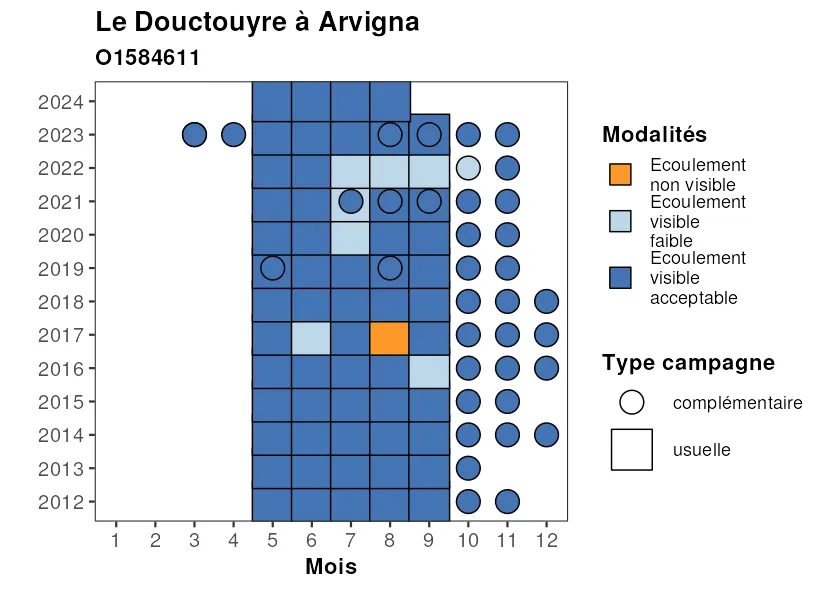 Le Douctouyre à Arvigna
O1584611
2024
2023
2022
2021
2020
2019
2018
2017
2016
2015
2014
2013
2012
1 2 3 4 5 6 7 8 9 10 11 12
Mois
Modalités
Ecoulement
non visible
Ecoulement
visible
faible
Ecoulement
visible
acceptable
Type campagne
complémentaire
usuelle